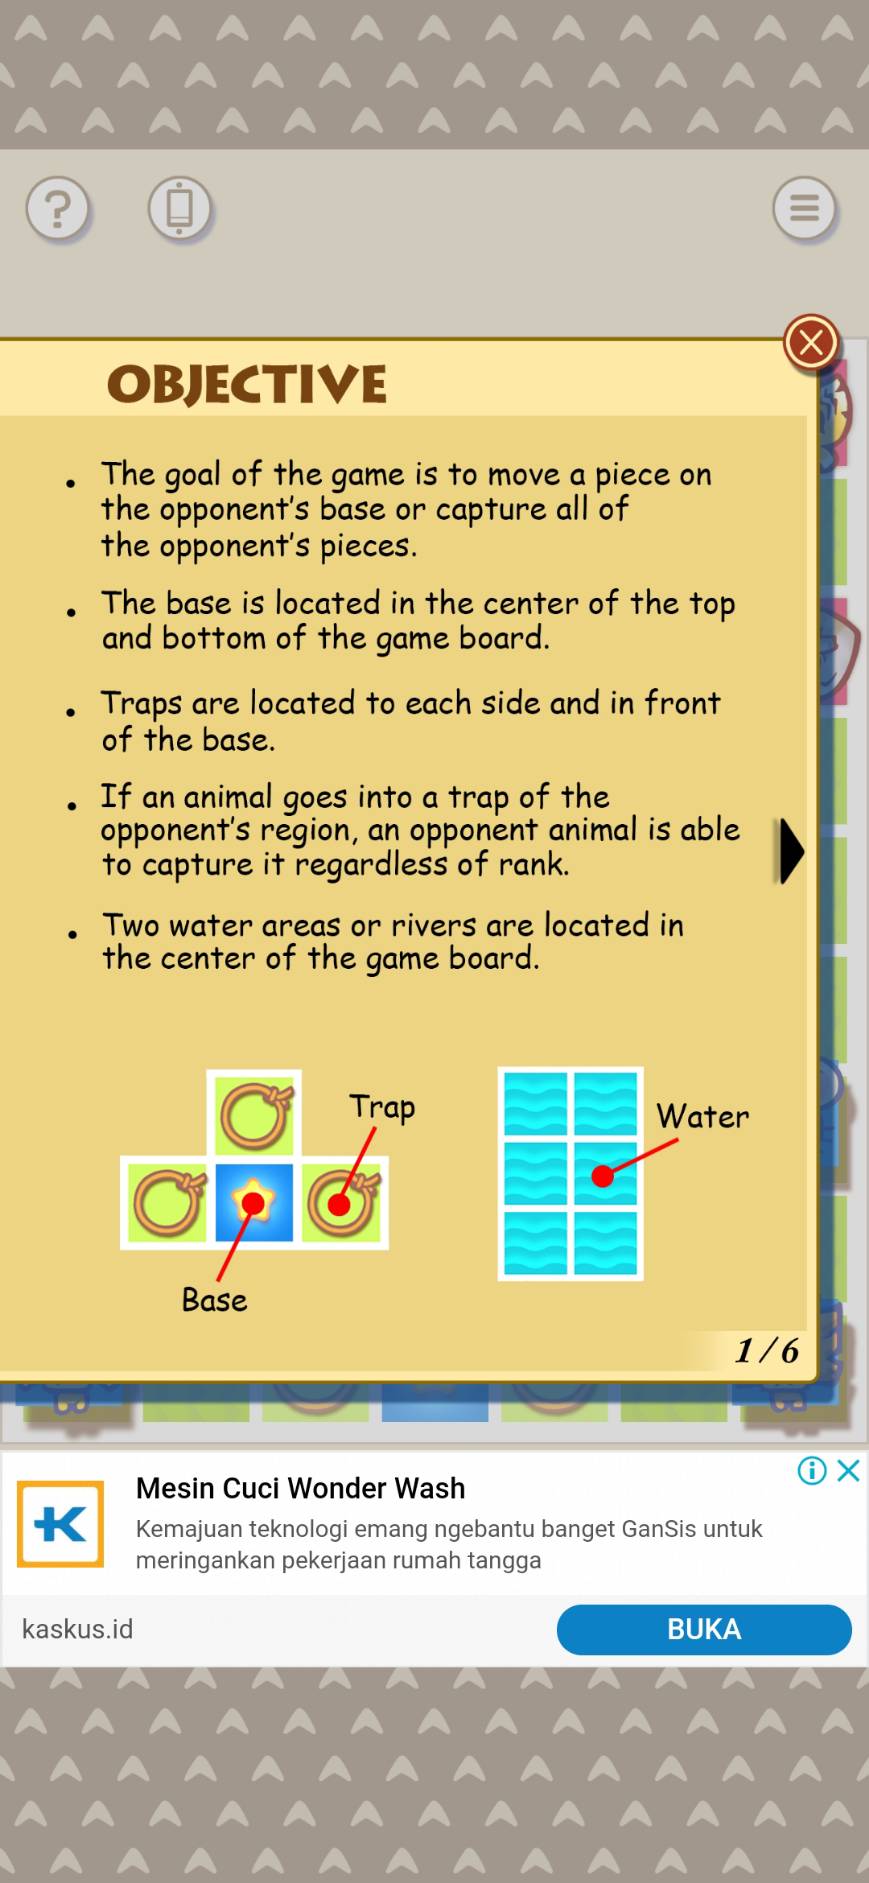 ?
OBJECTIVE
• The goal of the game is to move a piece on
the opponent's base or capture all of
the opponent's pieces.
• The base is located in the center of the top
and bottom of the game board.
• Traps are located to each side and in front
of the base.
• If an animal goes into a trap of the
opponent's region, an opponent animal is able
to capture it regardless of rank.
• Two water areas or rivers are located in
the center of the game board.
Trap
Water
Base
1/6
Mesin Cuci Wonder Wash
Kemajuan teknologi emang ngebantu banget GanSis untuk
meringankan pekerjaan rumah tangga
kaskus.id
BUKA